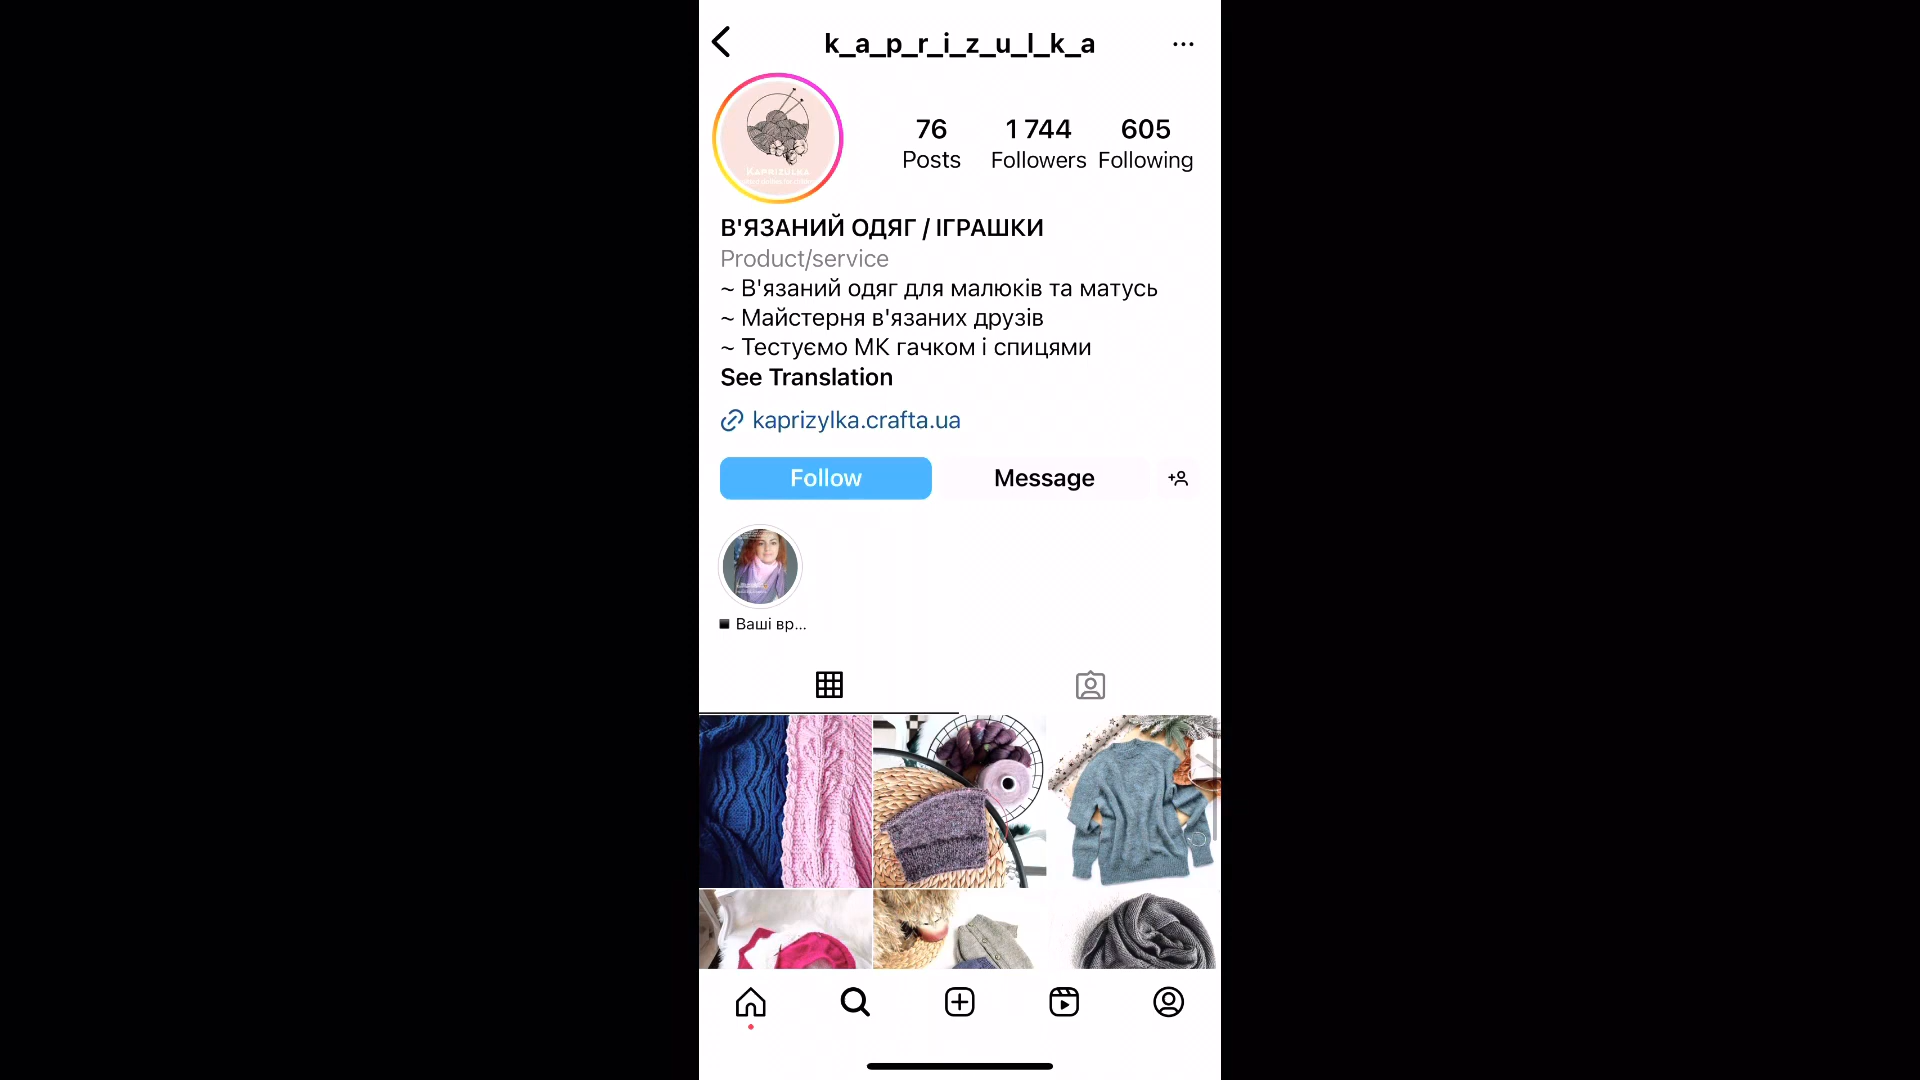 k_a_p_r_i_z_u_l_k_a
KAPRIZULKA
76
Posts
1 744
Followers
605
Following
В'ЯЗАНИЙ ОДЯГ / ІГРАШКИ
Product/service
~ В'язаний одяг для малюків та матусь
~ Майстерня в'язаних друзів
~ Тестуємо МК гачком і спицями
See Translation
kaprizylka.crafta.ua
Follow
Message
Ваші вр...